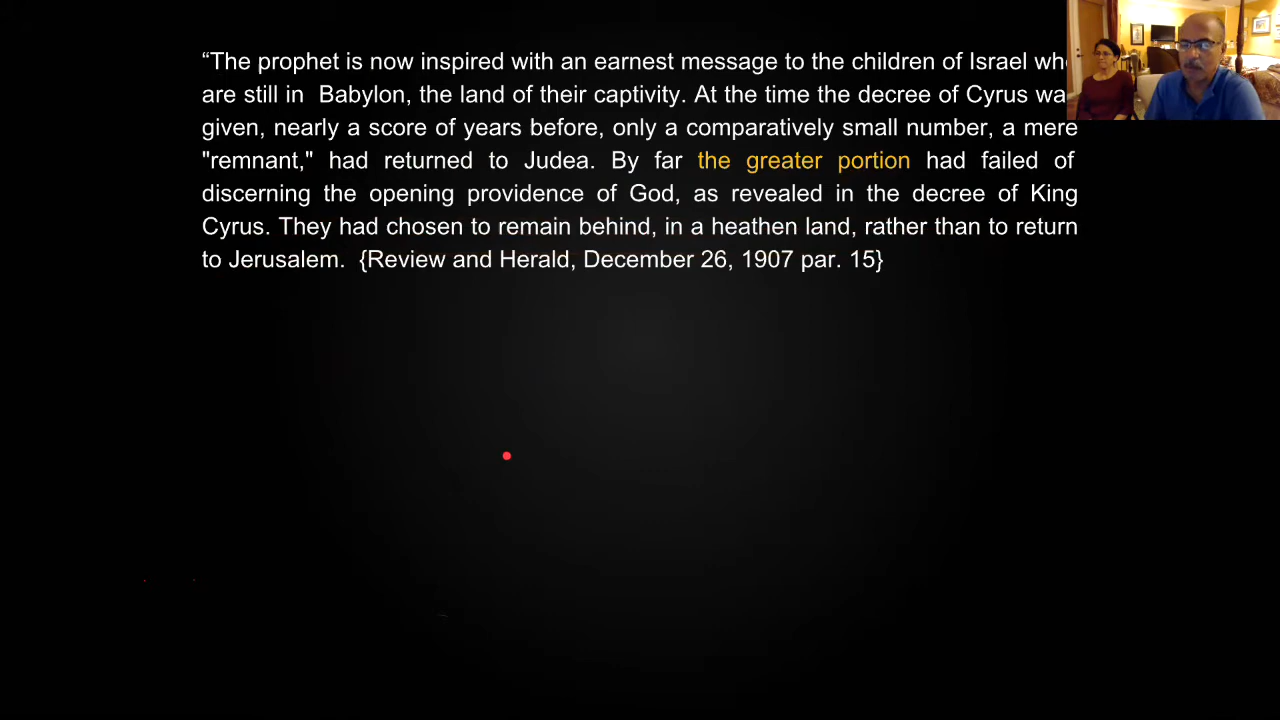 “The prophet is now inspired with an earnest message to the children of Israel who
are still in Babylon, the land of their captivity. At the time the decree of Cyrus wa
given, nearly a score of years before, only a comparatively small number, a mere
"remnant," had returned to Judea. By far the greater portion had failed of
discerning the opening providence of God, as revealed in the decree of King
Cyrus. They had chosen to remain behind, in a heathen land, rather than to return
to Jerusalem. {Review and Herald, December 26, 1907 par. 15}